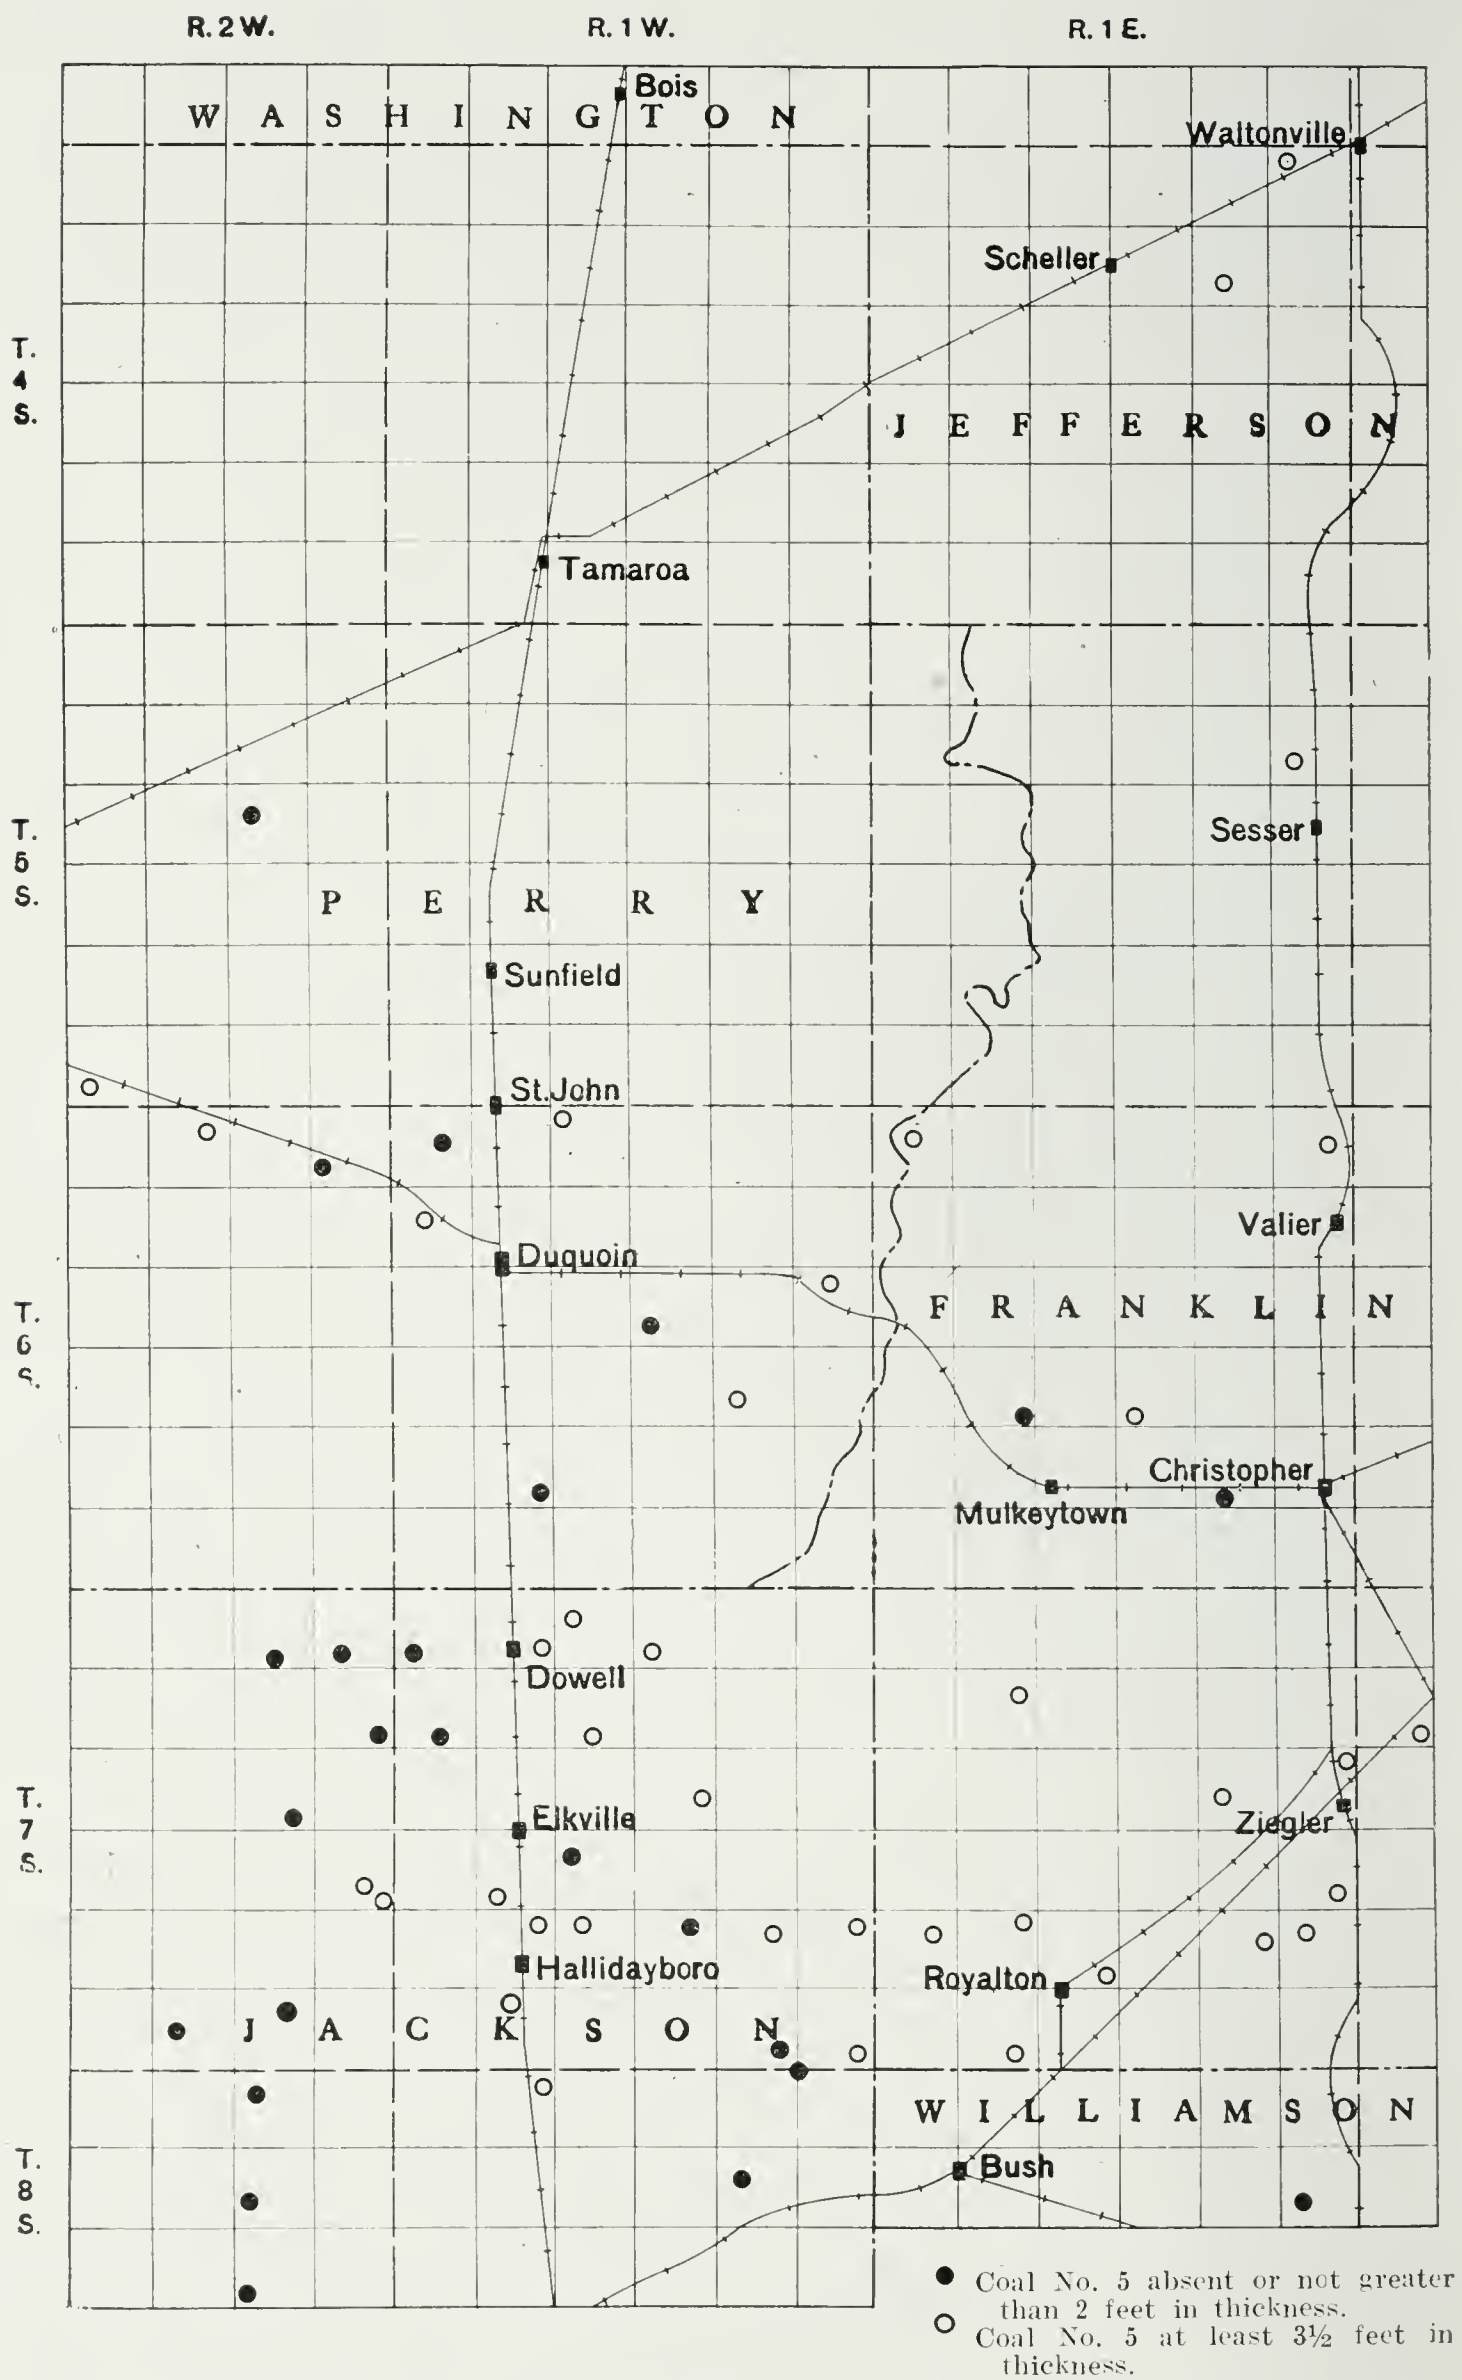 R. 2 W. R. 1 W. R. 1 E.
Bois
W A S H I N G T O N
Waltonville
Scheller
T.
4
S.
J E F F E R S O N
Tamaroa
Sesser
T.
5
S.
P E R R Y
Sunfield
St. John
Valier
Duquoin
F R A N K L I N
T.
6
S.
Christopher
Mulkeytown
Dowell
T.
7
S.
Elkville
Ziegler
Hallidayboro
Royalton
J A C K S O N
W I L L I A M S O N
T.
8
S.
Bush
Coal No. 5 absent or not greater
than 2 feet in thickness.
Coal No. 5 at least 3½ feet in
thickness.